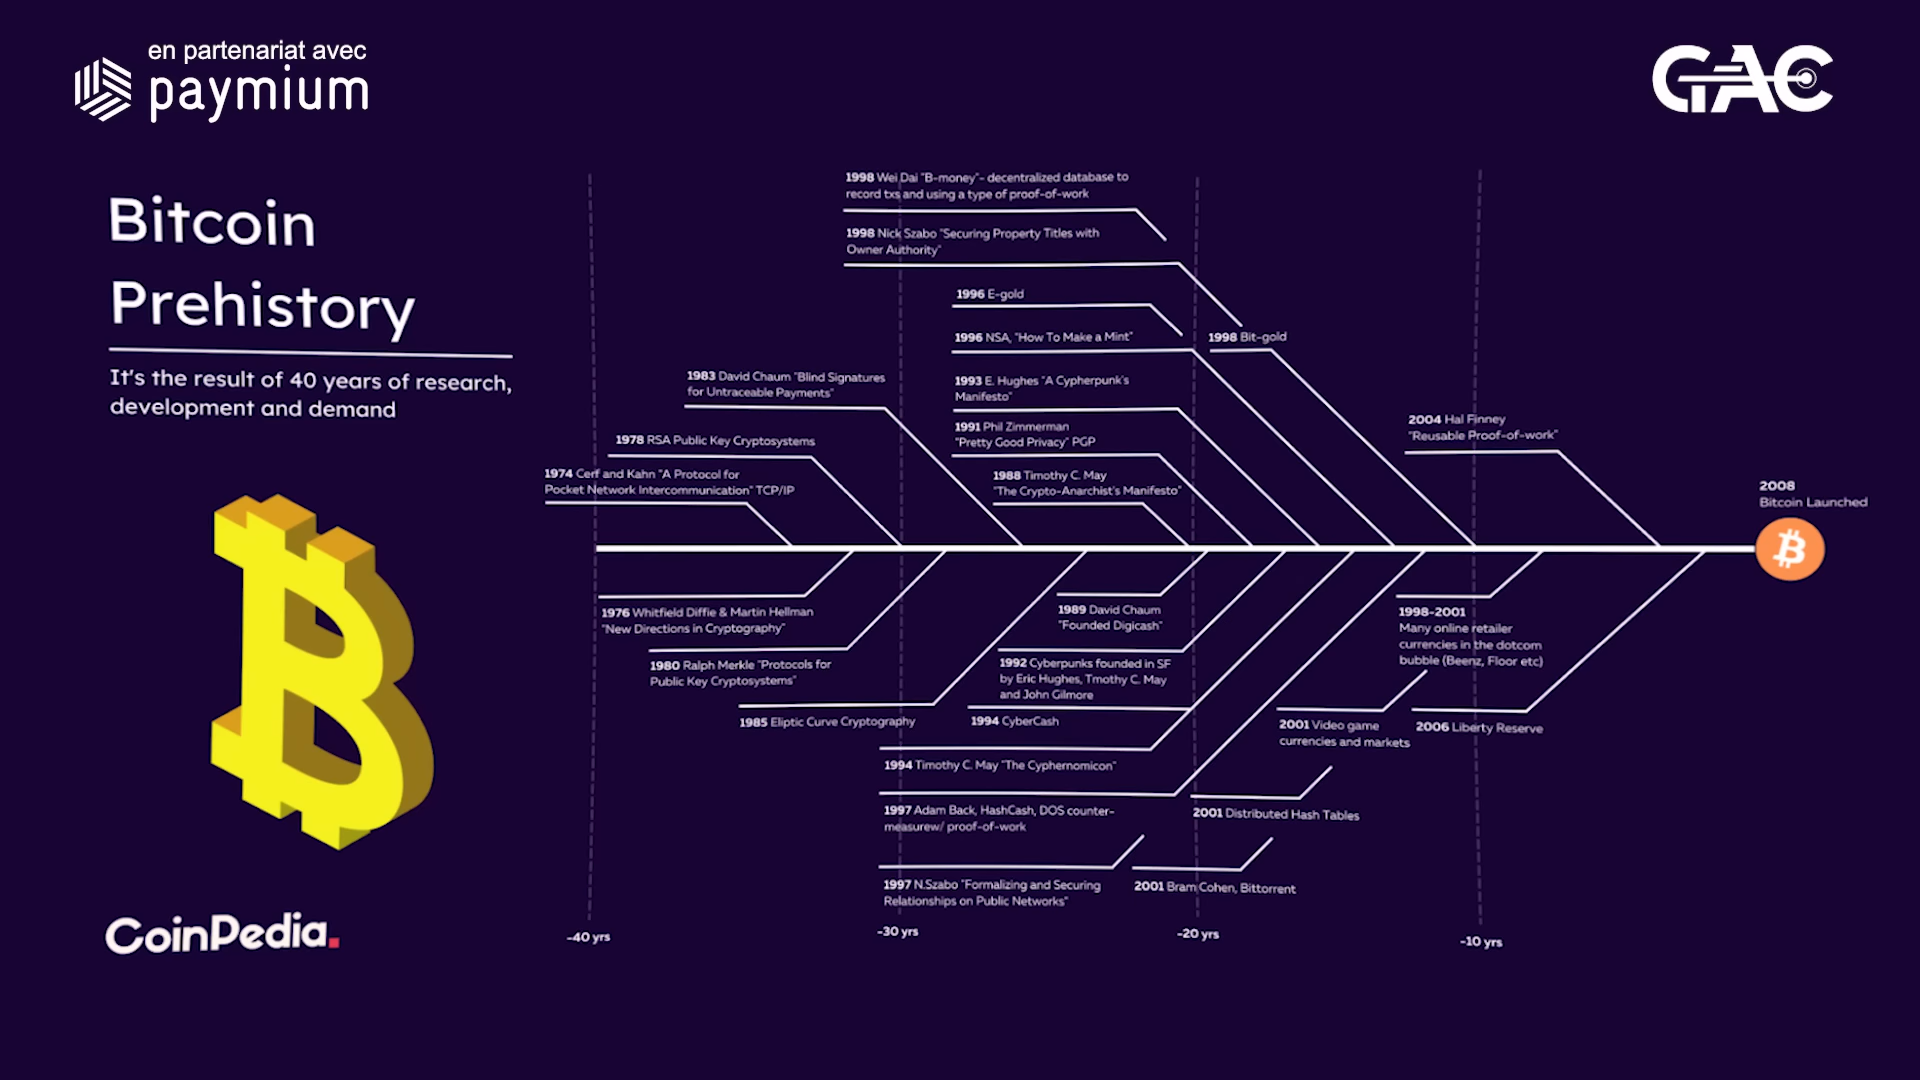 en partenariat avec
paymium
GAC
Bitcoin
Prehistory
It's the result of 40 years of research,
development and demand
CoinPedia.
1998 Wei Dai "B-money"- decentralized database to
record txs and using a type of proof-of-work
1998 Nick Szabo "Securing Property Titles with
Owner Authority"
1996 E-gold
1996 NSA, "How To Make a Mint"
1998 Bit-gold
1983 David Chaum "Blind Signatures
for Untraceable Payments"
1993 E. Hughes "A Cypherpunk's
Manifesto"
1991 Phil Zimmerman
"Pretty Good Privacy" PGP
2004 Hal Finney
"Reusable Proof-of-work"
1978 RSA Public Key Cryptosystems
1974 Cerf and Kahn "A Protocol for
Pocket Network Intercommunication" TCP/IP
1988 Timothy C. May
"The Crypto-Anarchist's Manifesto"
2008
Bitcoin Launched
1976 Whitfield Diffie & Martin Hellman
"New Directions in Cryptography"
1989 David Chaum
"Founded Digicash"
1998-2001
Many online retailer
currencies in the dotcom
bubble (Beenz, Floor etc)
1980 Ralph Merkle "Protocols for
Public Key Cryptosystems"
1992 Cyberpunks founded in SF
by Eric Hughes, Tmothy C. May
and John Gilmore
1985 Eliptic Curve Cryptography
1994 CyberCash
2001 Video game
currencies and markets
2006 Liberty Reserve
1994 Timothy C. May "The Cyphernomicon"
1997 Adam Back, HashCash, DOS counter-
measurew/ proof-of-work
2001 Distributed Hash Tables
1997 N.Szabo "Formalizing and Securing
Relationships on Public Networks"
2001 Bram Cohen, Bittorrent
-40 yrs
-30 yrs
-20 yrs
-10 yrs